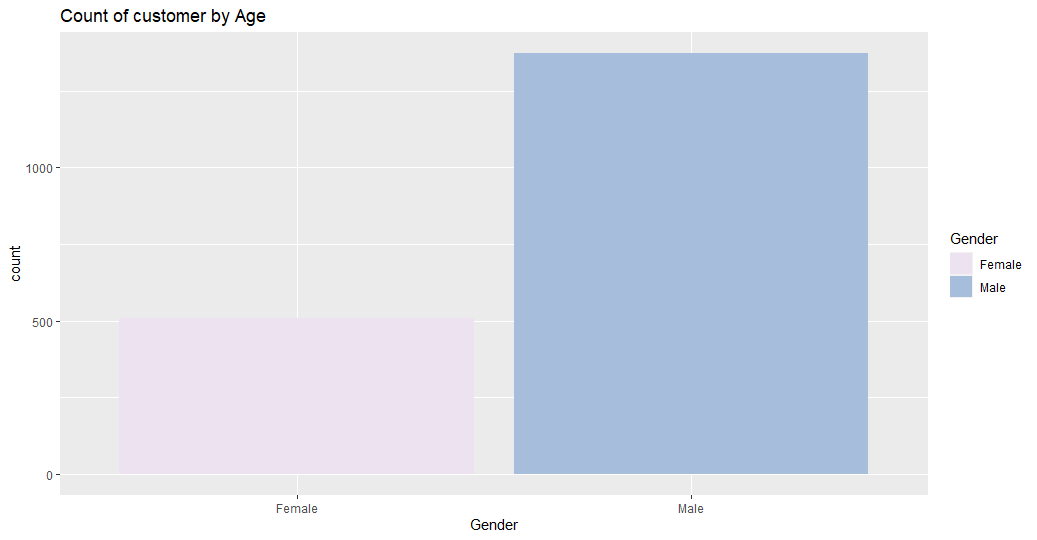 Count of customer by Age
count
1000
500
0
Female
Male
Gender
Gender
Female
Male